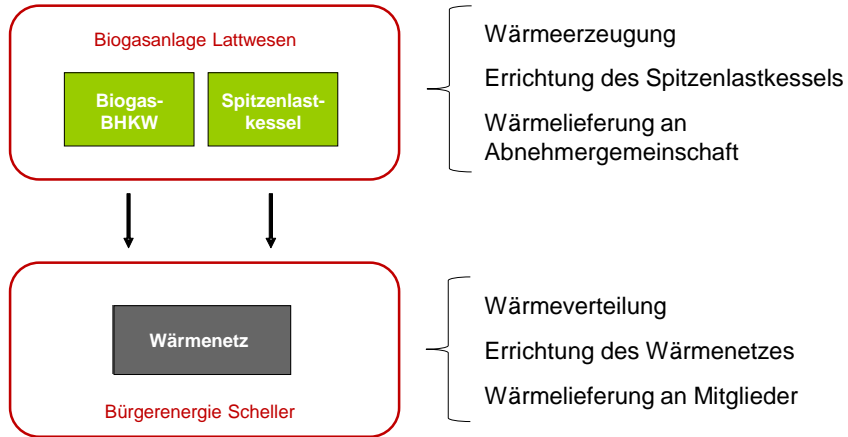 Biogasanlage Lattwesen
Biogas-
BHKW
Spitzenlast-
kessel
Wärmeerzeugung
Errichtung des Spitzenlastkessels
Wärmelieferung an
Abnehmergemeinschaft
Wärmenetz
Bürgerenergie Scheller
Wärmeverteilung
Errichtung des Wärmenetzes
Wärmelieferung an Mitglieder